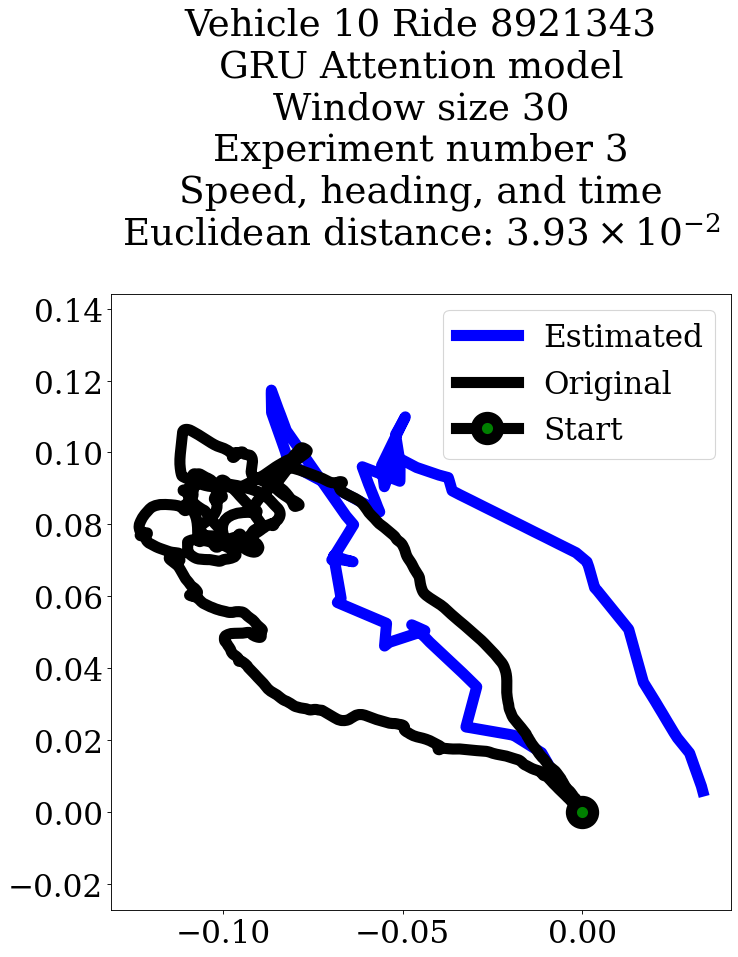 Vehicle 10 Ride 8921343
GRU Attention model
Window size 30
Experiment number 3
Speed, heading, and time
Euclidean distance: 3.93 × 10⁻²
0.14
0.12
0.10
0.08
0.06
0.04
0.02
0.00
−0.02
Estimated
Original
Start
−0.10
−0.05
0.00